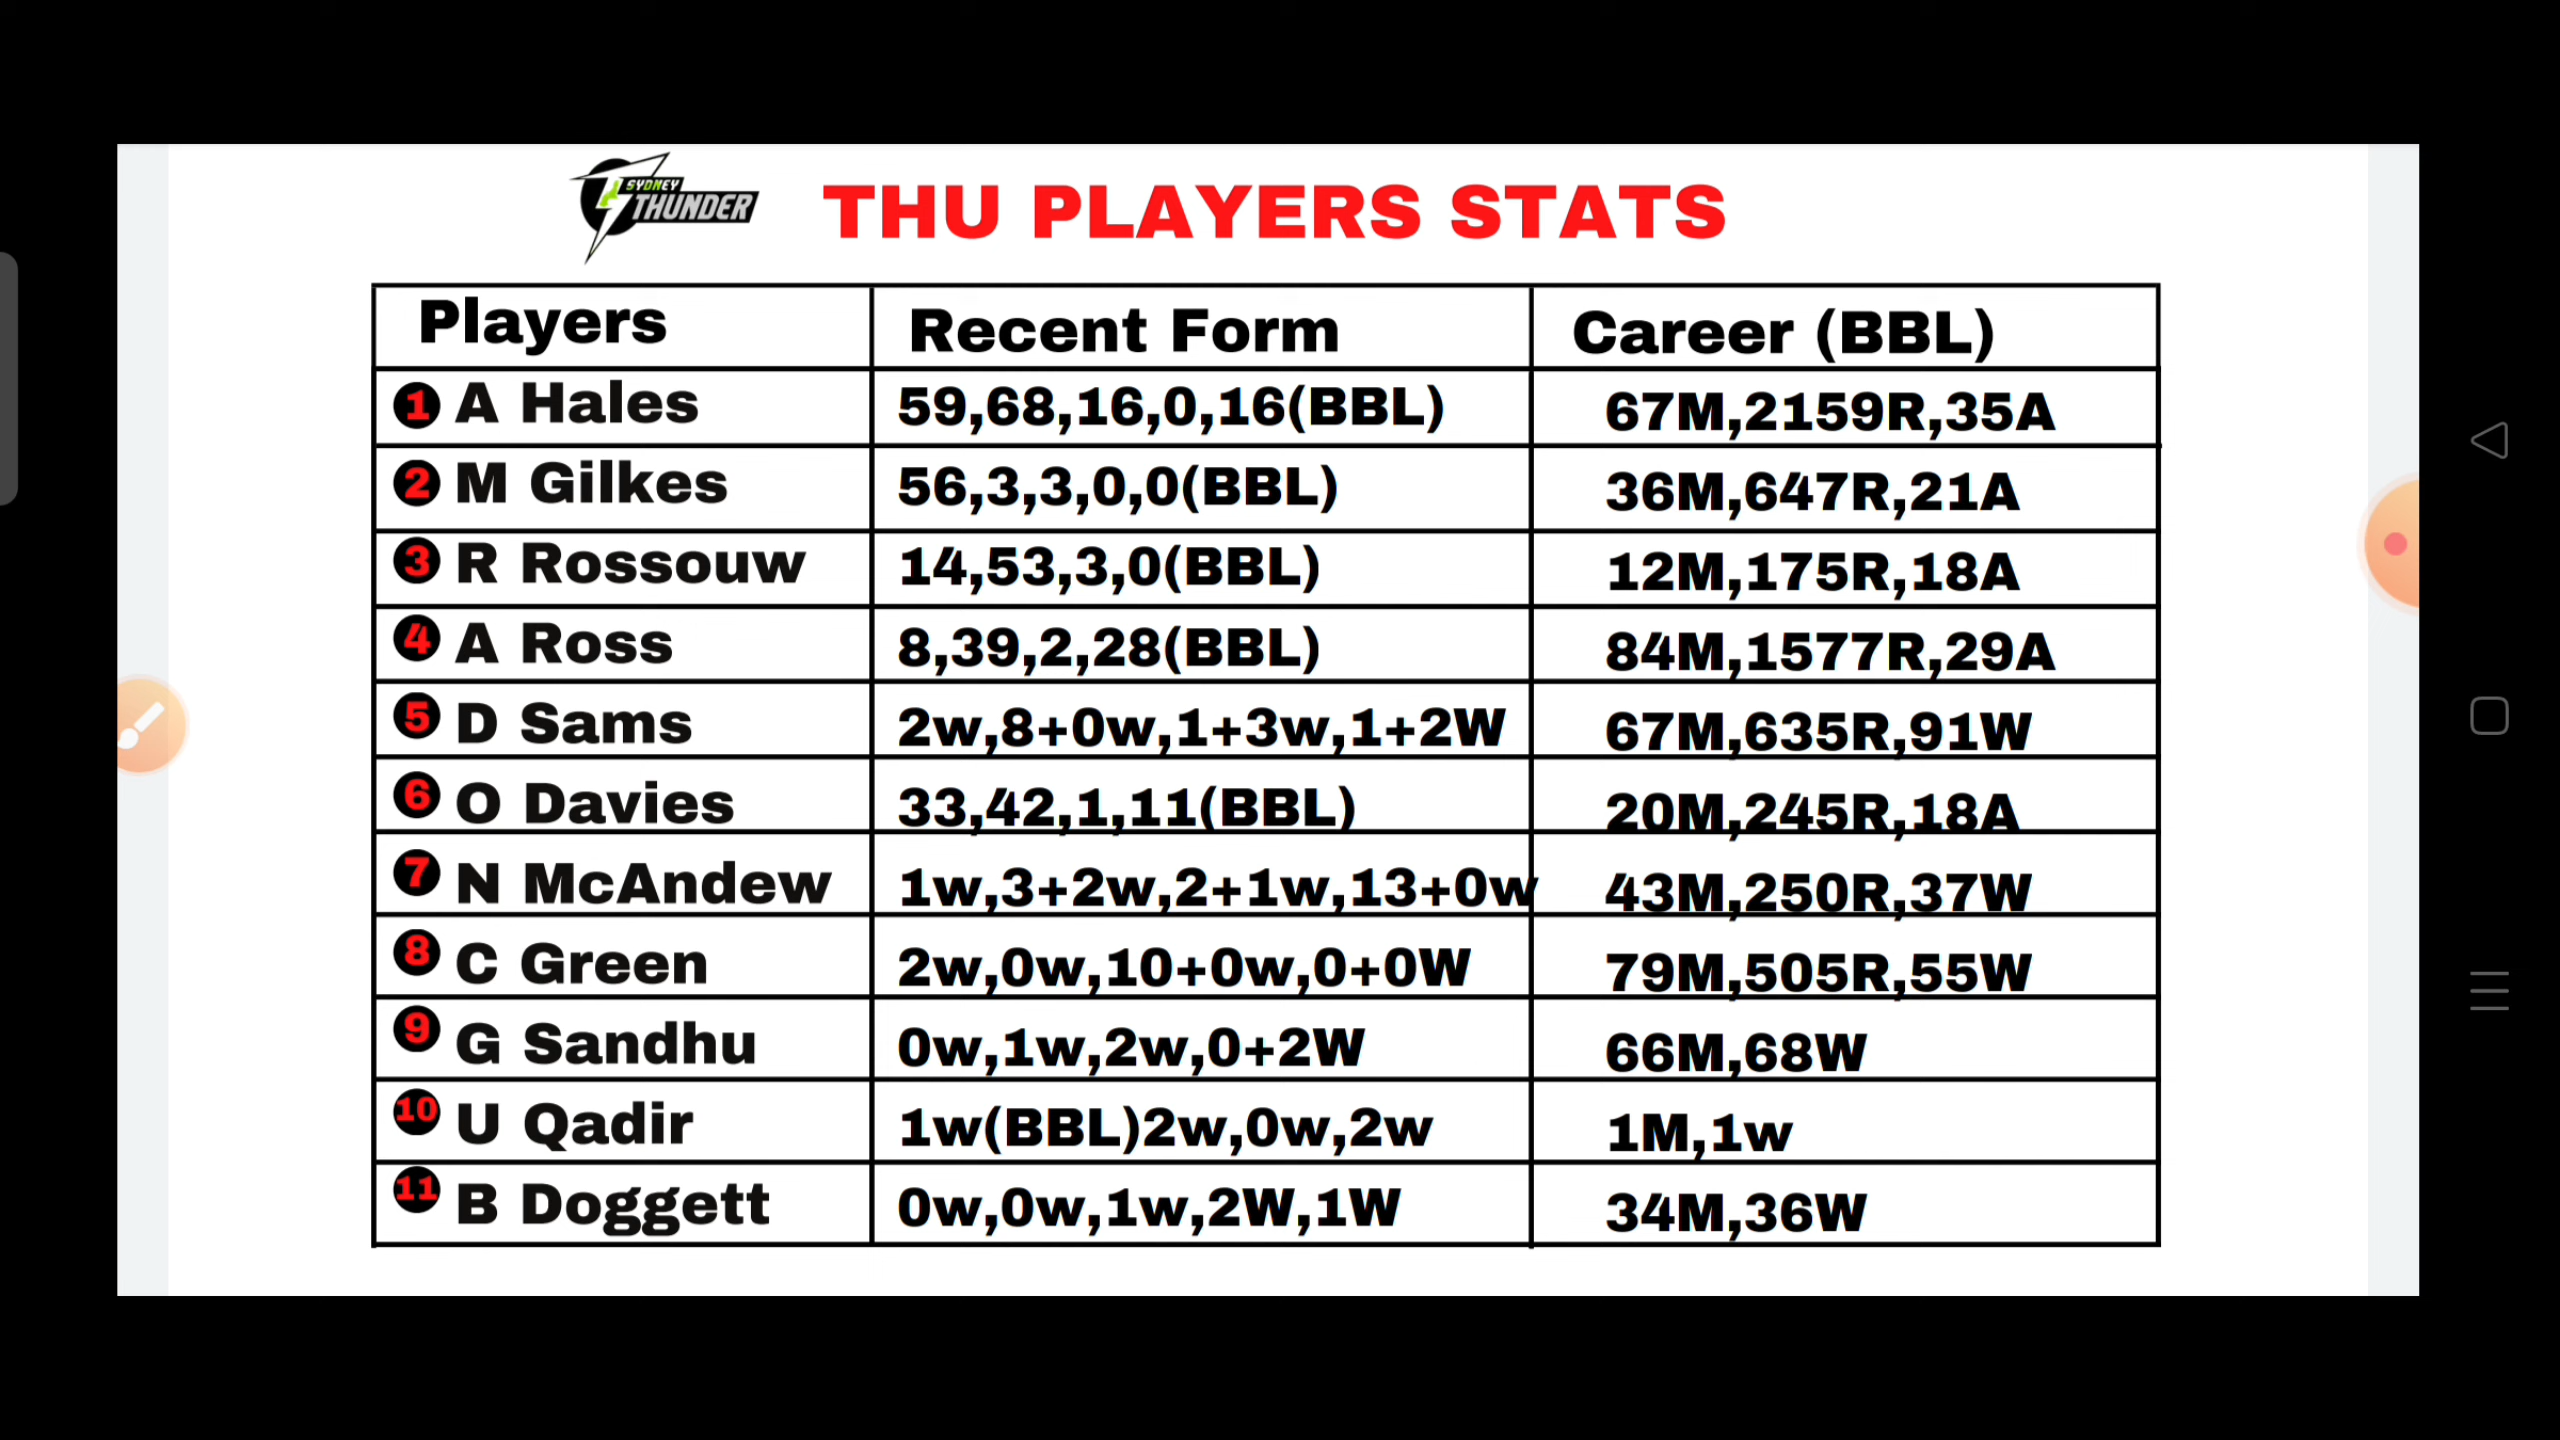 SYDNEY
THUNDER
THU PLAYERS STATS
Players Recent Form Career (BBL)
1 A Hales 59,68,16,0,16(BBL) 67M,2159R,35A
2 M Gilkes 56,3,3,0,0(BBL) 36M,647R,21A
3 R Rossouw 14,53,3,0(BBL) 12M,175R,18A
4 A Ross 8,39,2,28(BBL) 84M,1577R,29A
5 D Sams 2w,8+0w,1+3w,1+2W 67M,635R,91W
6 O Davies 33,42,1,11(BBL) 20M,245R,18A
7 N McAndew 1w,3+2w,2+1w,13+0w 43M,250R,37W
8 C Green 2w,0w,10+0w,0+0W 79M,505R,55W
9 G Sandhu 0w,1w,2w,0+2W 66M,68W
10 U Qadir 1w(BBL)2w,0w,2w 1M,1w
11 B Doggett 0w,0w,1w,2W,1W 34M,36W